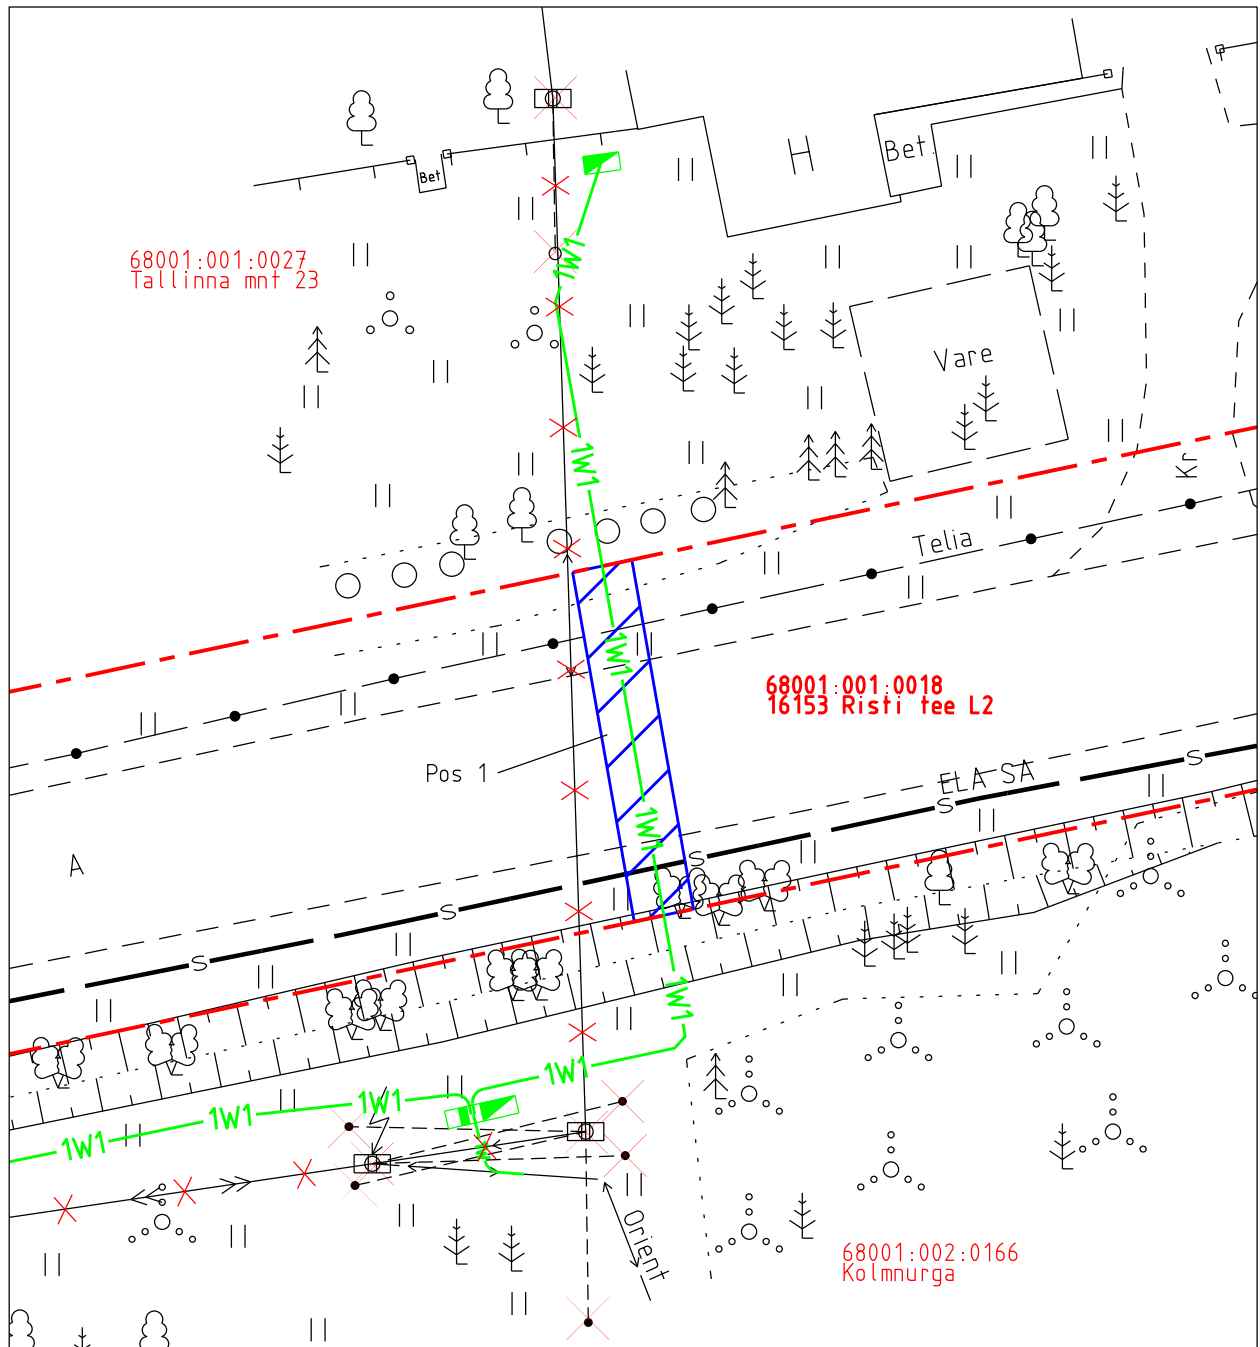 H
Bet.
Bet
1W1
68001:001:0027
Tallinna mnt 23
Vare
1W1
Kr
Telia
1W1
68001:001:0018
16153 Risti tee L2
Pos 1
S
ELA SA
S
1W1
S
A
S
S
1W1
1W1
1W1
1W1
1W1
Orient
68001:002:0166
Kolmnurga